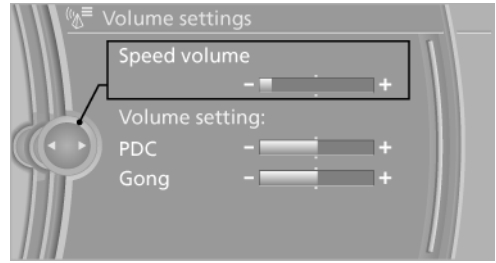 Volume settings
Speed volume
- +
Volume setting:
PDC - +
Gong - +